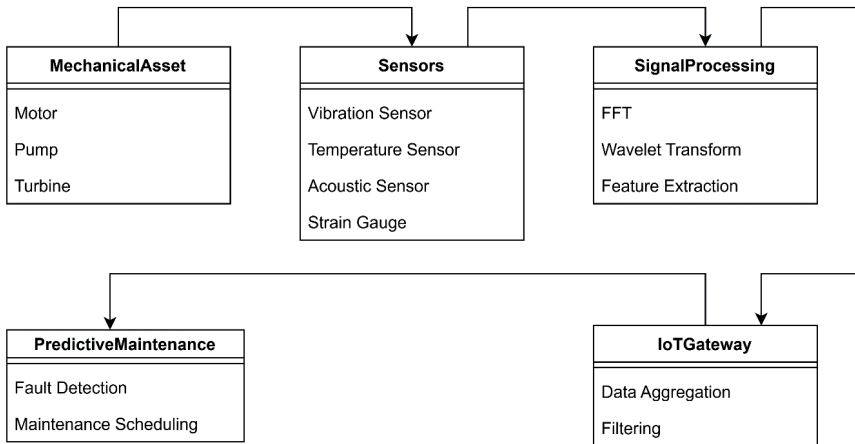 MechanicalAsset
Motor
Pump
Turbine
Sensors
Vibration Sensor
Temperature Sensor
Acoustic Sensor
Strain Gauge
SignalProcessing
FFT
Wavelet Transform
Feature Extraction
PredictiveMaintenance
Fault Detection
Maintenance Scheduling
IoTGateway
Data Aggregation
Filtering